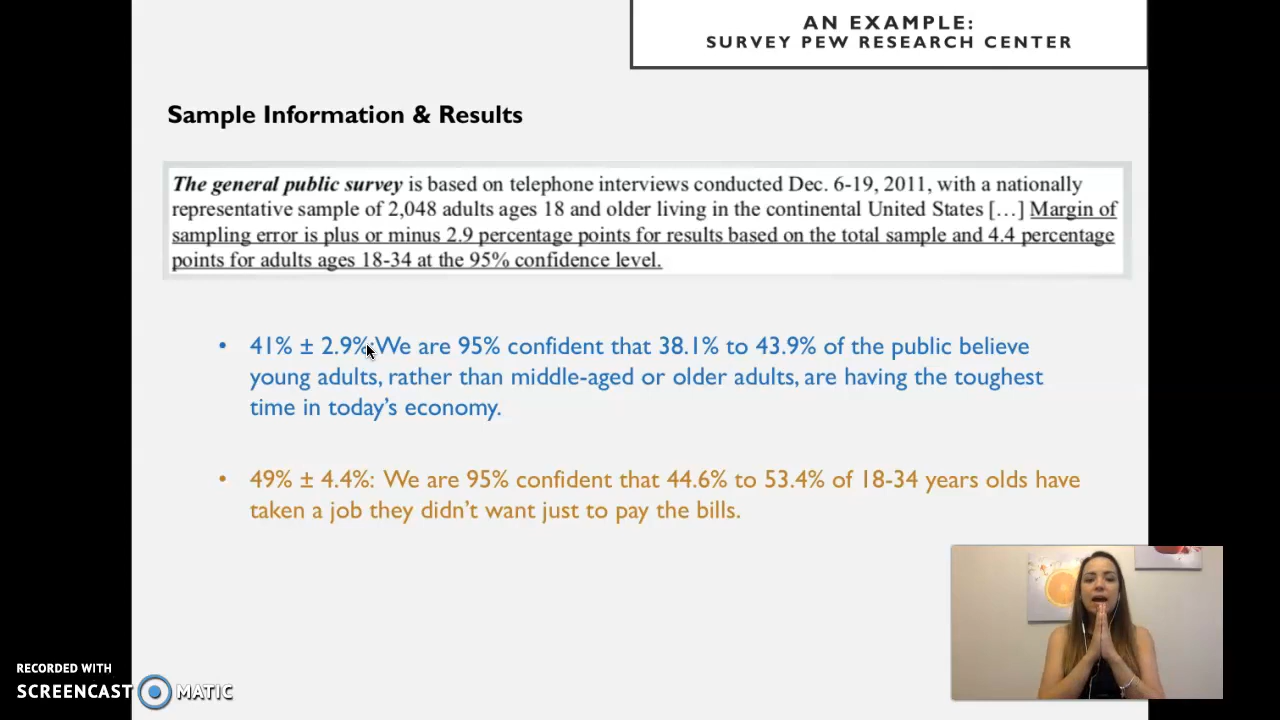 AN EXAMPLE:
SURVEY PEW RESEARCH CENTER
Sample Information & Results
The general public survey is based on telephone interviews conducted Dec. 6-19, 2011, with a nationally
representative sample of 2,048 adults ages 18 and older living in the continental United States […] Margin of
sampling error is plus or minus 2.9 percentage points for results based on the total sample and 4.4 percentage
points for adults ages 18-34 at the 95% confidence level.
• 41% ± 2.9%:We are 95% confident that 38.1% to 43.9% of the public believe
young adults, rather than middle-aged or older adults, are having the toughest
time in today's economy.
• 49% ± 4.4%: We are 95% confident that 44.6% to 53.4% of 18-34 years olds have
taken a job they didn't want just to pay the bills.
RECORDED WITH
SCREENCAST MATIC